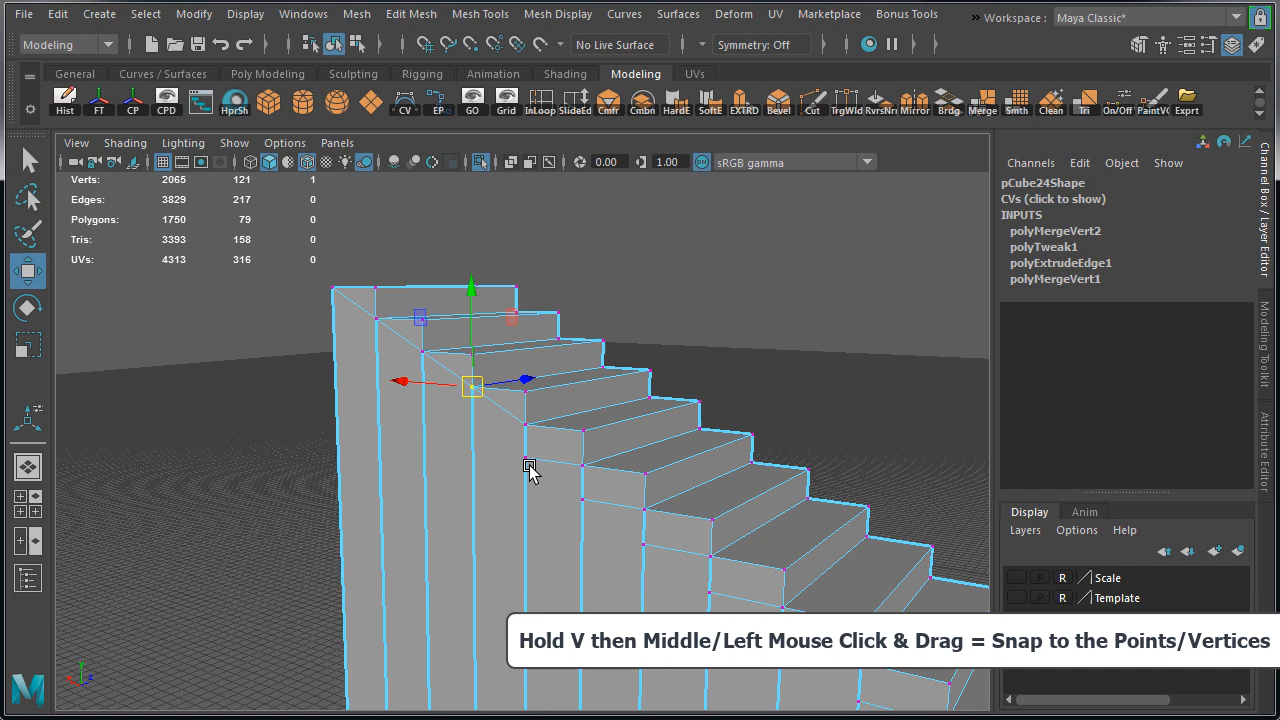 File Edit Create Select Modify Display Windows Mesh Edit Mesh Mesh Tools Mesh Display Curves Surfaces Deform UV Marketplace Bonus Tools » Workspace : Maya Classic*
Modeling No Live Surface Symmetry: Off
General Curves / Surfaces Poly Modeling Sculpting Rigging Animation Shading Modeling UVs
Hist FT CP CPD HprSh CV EP GO Grid InLoop SlideEd Cmfr Cmbn HardE SoftE EXTRD Bevel Cut TrgWld RvrsNr Mirror Brdg Merge Smth Clean Tri On/Off PaintV Exprt
View Shading Lighting Show Options Panels
0.00 1.00 ON sRGB gamma
Verts: 2065 121 1
Edges: 3829 217 0
Polygons: 1750 79 0
Tris: 3393 158 0
UVs: 4313 316 0
Channels Edit Object Show
pCube24Shape
CVs (click to show)
INPUTS
polyMergeVert2
polyTweak1
polyExtrudeEdge1
polyMergeVert1
Channel Box / Layer Editor
Modeling Toolkit
Attribute Editor
Display Anim
Layers Options Help
P R Scale
P R Template
Hold V then Middle/Left Mouse Click & Drag = Snap to the Points/Vertices
y
x z
M